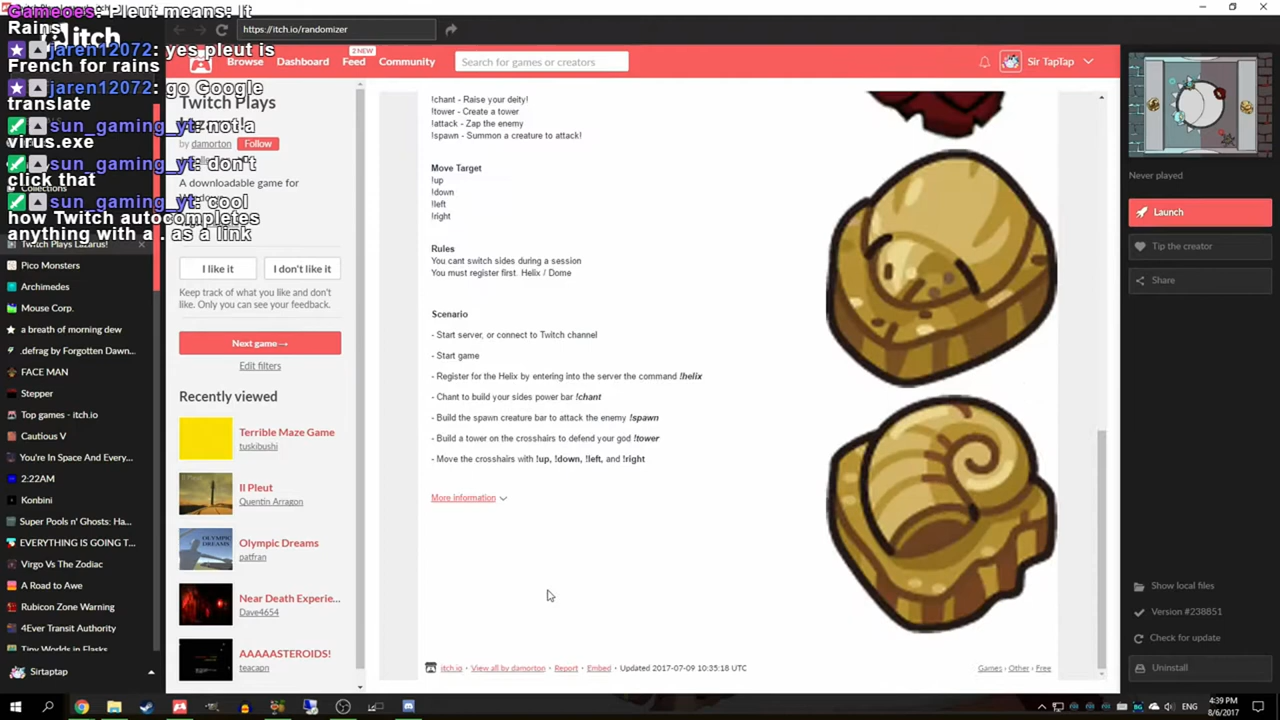 Gameoes: Pleut means: It
Rains
jaren12072: yes pleut is
French for rains
jaren12072: go Google
translate
sun_gaming_yt: not a
virus.exe
sun_gaming_yt: don't
click that
sun_gaming_yt: cool
how Twitch autocompletes
anything with a . as a link
itch
Collections
Twitch Plays Lazarus!
Pico Monsters
Archimedes
Mouse Corp.
a breath of morning dew
.defrag by Forgotten Dawn...
FACE MAN
Stepper
Top games - itch.io
Cautious V
You're In Space And Every...
2:22AM
Konbini
Super Pools n' Ghosts: Ha...
EVERYTHING IS GOING T...
Virgo Vs The Zodiac
A Road to Awe
Rubicon Zone Warning
4Ever Transit Authority
Tiny Worlds in Flasks
Sirtaptap
https://itch.io/randomizer
Browse
Dashboard
2 NEW
Feed
Community
Search for games or creators
Sir TapTap
Twitch Plays
by damorton
Follow
A downloadable game for
I like it
I don't like it
Keep track of what you like and don't
like. Only you can see your feedback.
Next game→
Edit filters
Recently viewed
Terrible Maze Game
tuskibushi
Il Pleut
Quentin Arragon
OLYMPIC
DREAMS
Olympic Dreams
patfran
Near Death Experie...
Dave4654
AAAAASTEROIDS!
teacapn
!chant - Raise your deity!
!tower - Create a tower
!attack - Zap the enemy
!spawn - Summon a creature to attack!
Move Target
!up
!down
!left
!right
Rules
You cant switch sides during a session
You must register first. Helix / Dome
Scenario
- Start server, or connect to Twitch channel
- Start game
- Register for the Helix by entering into the server the command !helix
- Chant to build your sides power bar !chant
- Build the spawn creature bar to attack the enemy !spawn
- Build a tower on the crosshairs to defend your god !tower
- Move the crosshairs with !up, !down, !left, and !right
More information
itch.io · View all by damorton · Report · Embed · Updated 2017-07-09 10:35:18 UTC
Games › Other › Free
Never played
Launch
Tip the creator
Share
Show local files
Version #238851
Check for update
Uninstall
ENG
4:39 PM
8/6/2017